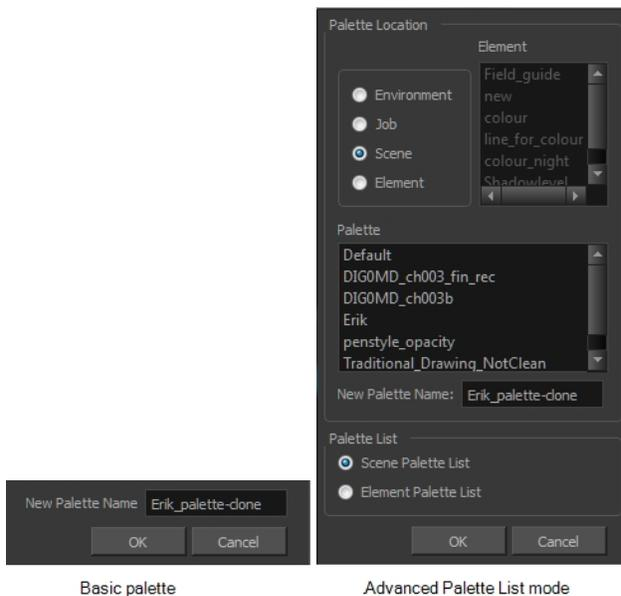 Palette Location
Element
Environment
Job
Scene
Element
Field_guide
new
colour
line_for_colour
colour_night
Shadowlevel
Palette
Default
DIG0MD_ch003_fin_rec
DIG0MD_ch003b
Erik
penstyle_opacity
Traditional_Drawing_NotClean
New Palette Name: Erik_palette-clone
Palette List
Scene Palette List
Element Palette List
OK Cancel
New Palette Name Erik_palette-clone
OK Cancel
Basic palette
Advanced Palette List mode